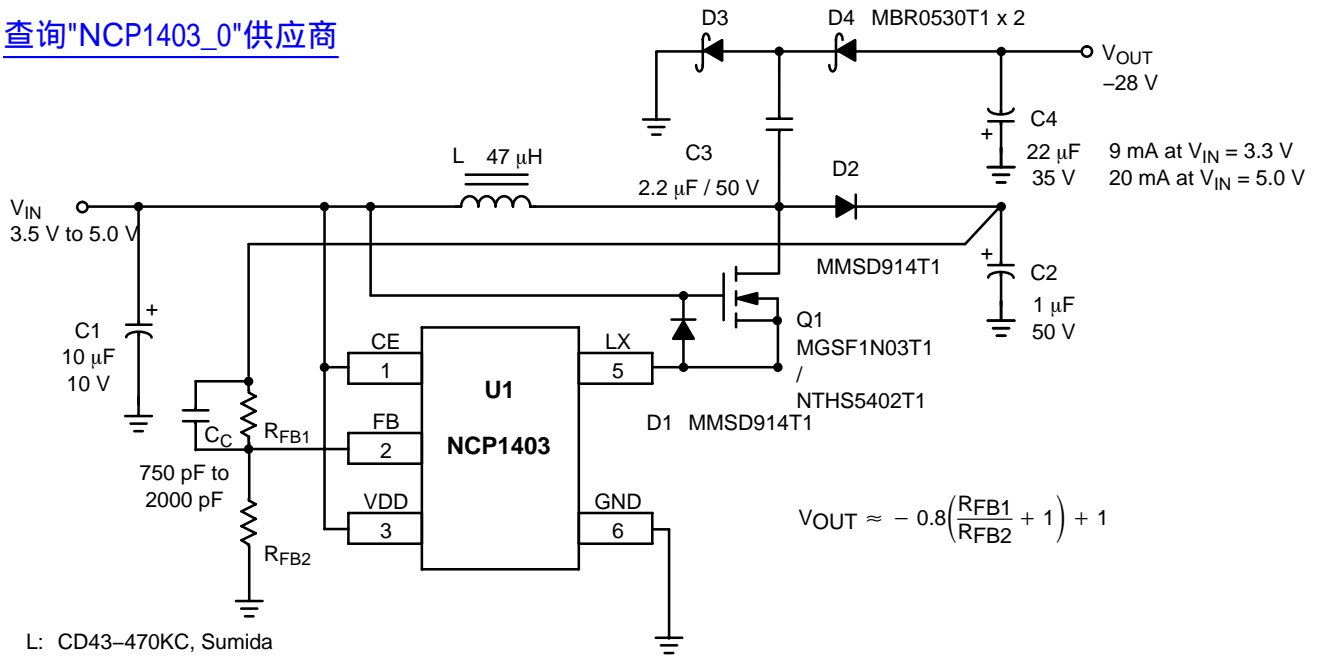 查询"NCP1403_0"供应商
D3
D4 MBR0530T1 x 2
VOUT
−28 V
C4
22 μF
35 V
9 mA at VIN = 3.3 V
20 mA at VIN = 5.0 V
L 47 μH
C3
2.2 μF / 50 V
D2
VIN
3.5 V to 5.0 V
+
+
+
MMSD914T1
C2
1 μF
50 V
C1
10 μF
10 V
Q1
MGSF1N03T1
/
NTHS5402T1
CE
1
LX
5
U1
NCP1403
D1 MMSD914T1
CC
RFB1
FB
2
750 pF to
2000 pF
VDD
3
GND
6
RFB2
VOUT ≈ − 0.8(RFB1/RFB2 + 1) + 1
L: CD43−470KC, Sumida